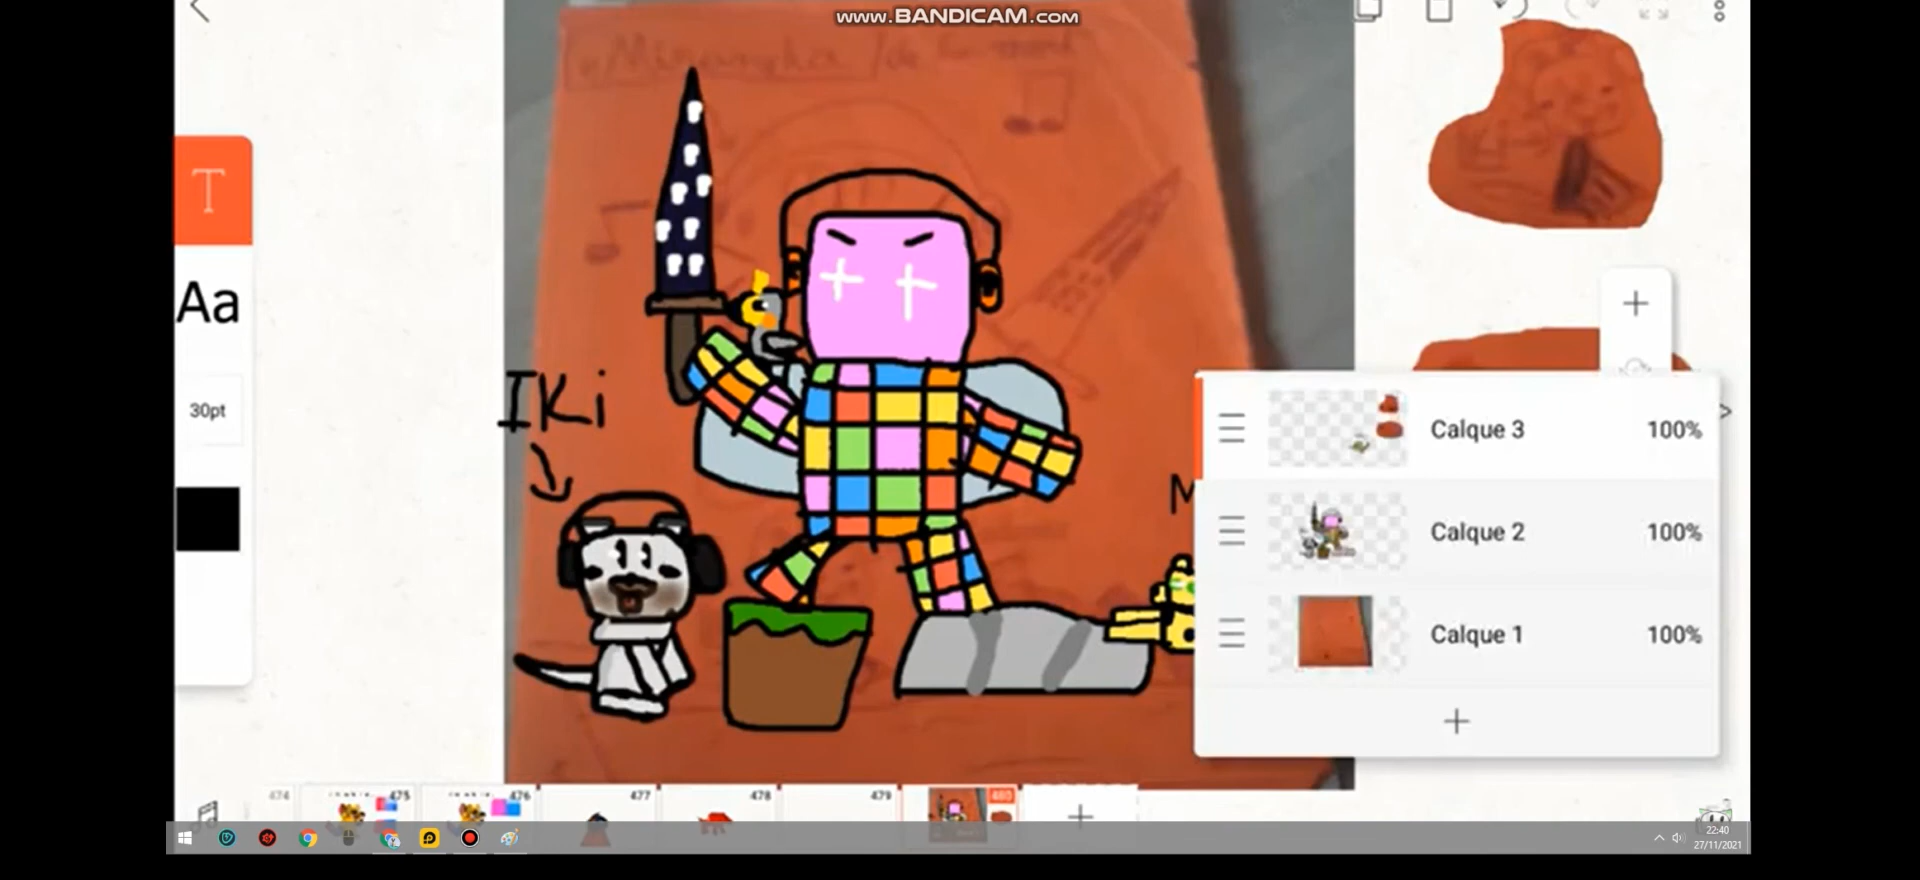 www.BANDICAM.com
T
Aa
30pt
IKi
M
Calque 3 100%
Calque 2 100%
Calque 1 100%
474 475 476 477 478 479 480
22:40
27/11/2021